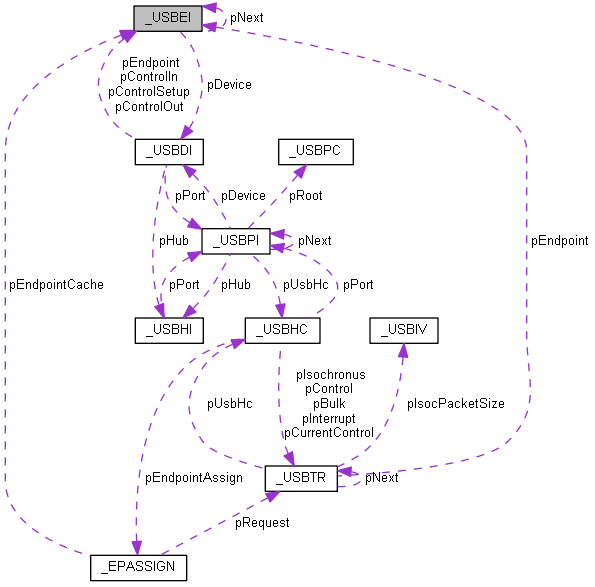 _USBEI
pNext
pEndpoint
pControlIn
pControlSetup
pControlOut
pDevice
_USBDI
_USBPC
pPort
pDevice
pRoot
pHub
_USBPI
pNext
pEndpoint
pEndpointCache
pPort
pHub
pUsbHc
pPort
_USBHI
_USBHC
_USBIV
pIsochronus
pControl
pBulk
pInterrupt
pCurrentControl
pUsbHc
pIsocPacketSize
pEndpointAssign
_USBTR
pNext
pRequest
_EPASSIGN